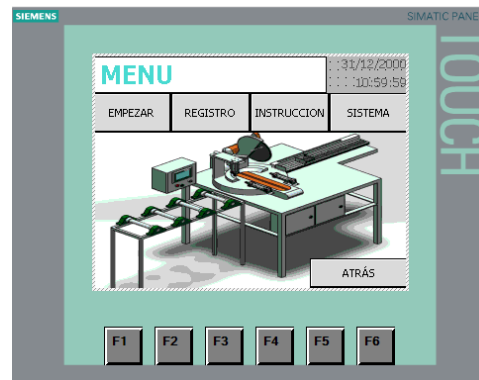 SIEMENS
SIMATIC PANE
TOUCH
MENU
31/12/2000
10:59:59
EMPEZAR REGISTRO INSTRUCCION SISTEMA
ATRÁS
F1 F2 F3 F4 F5 F6